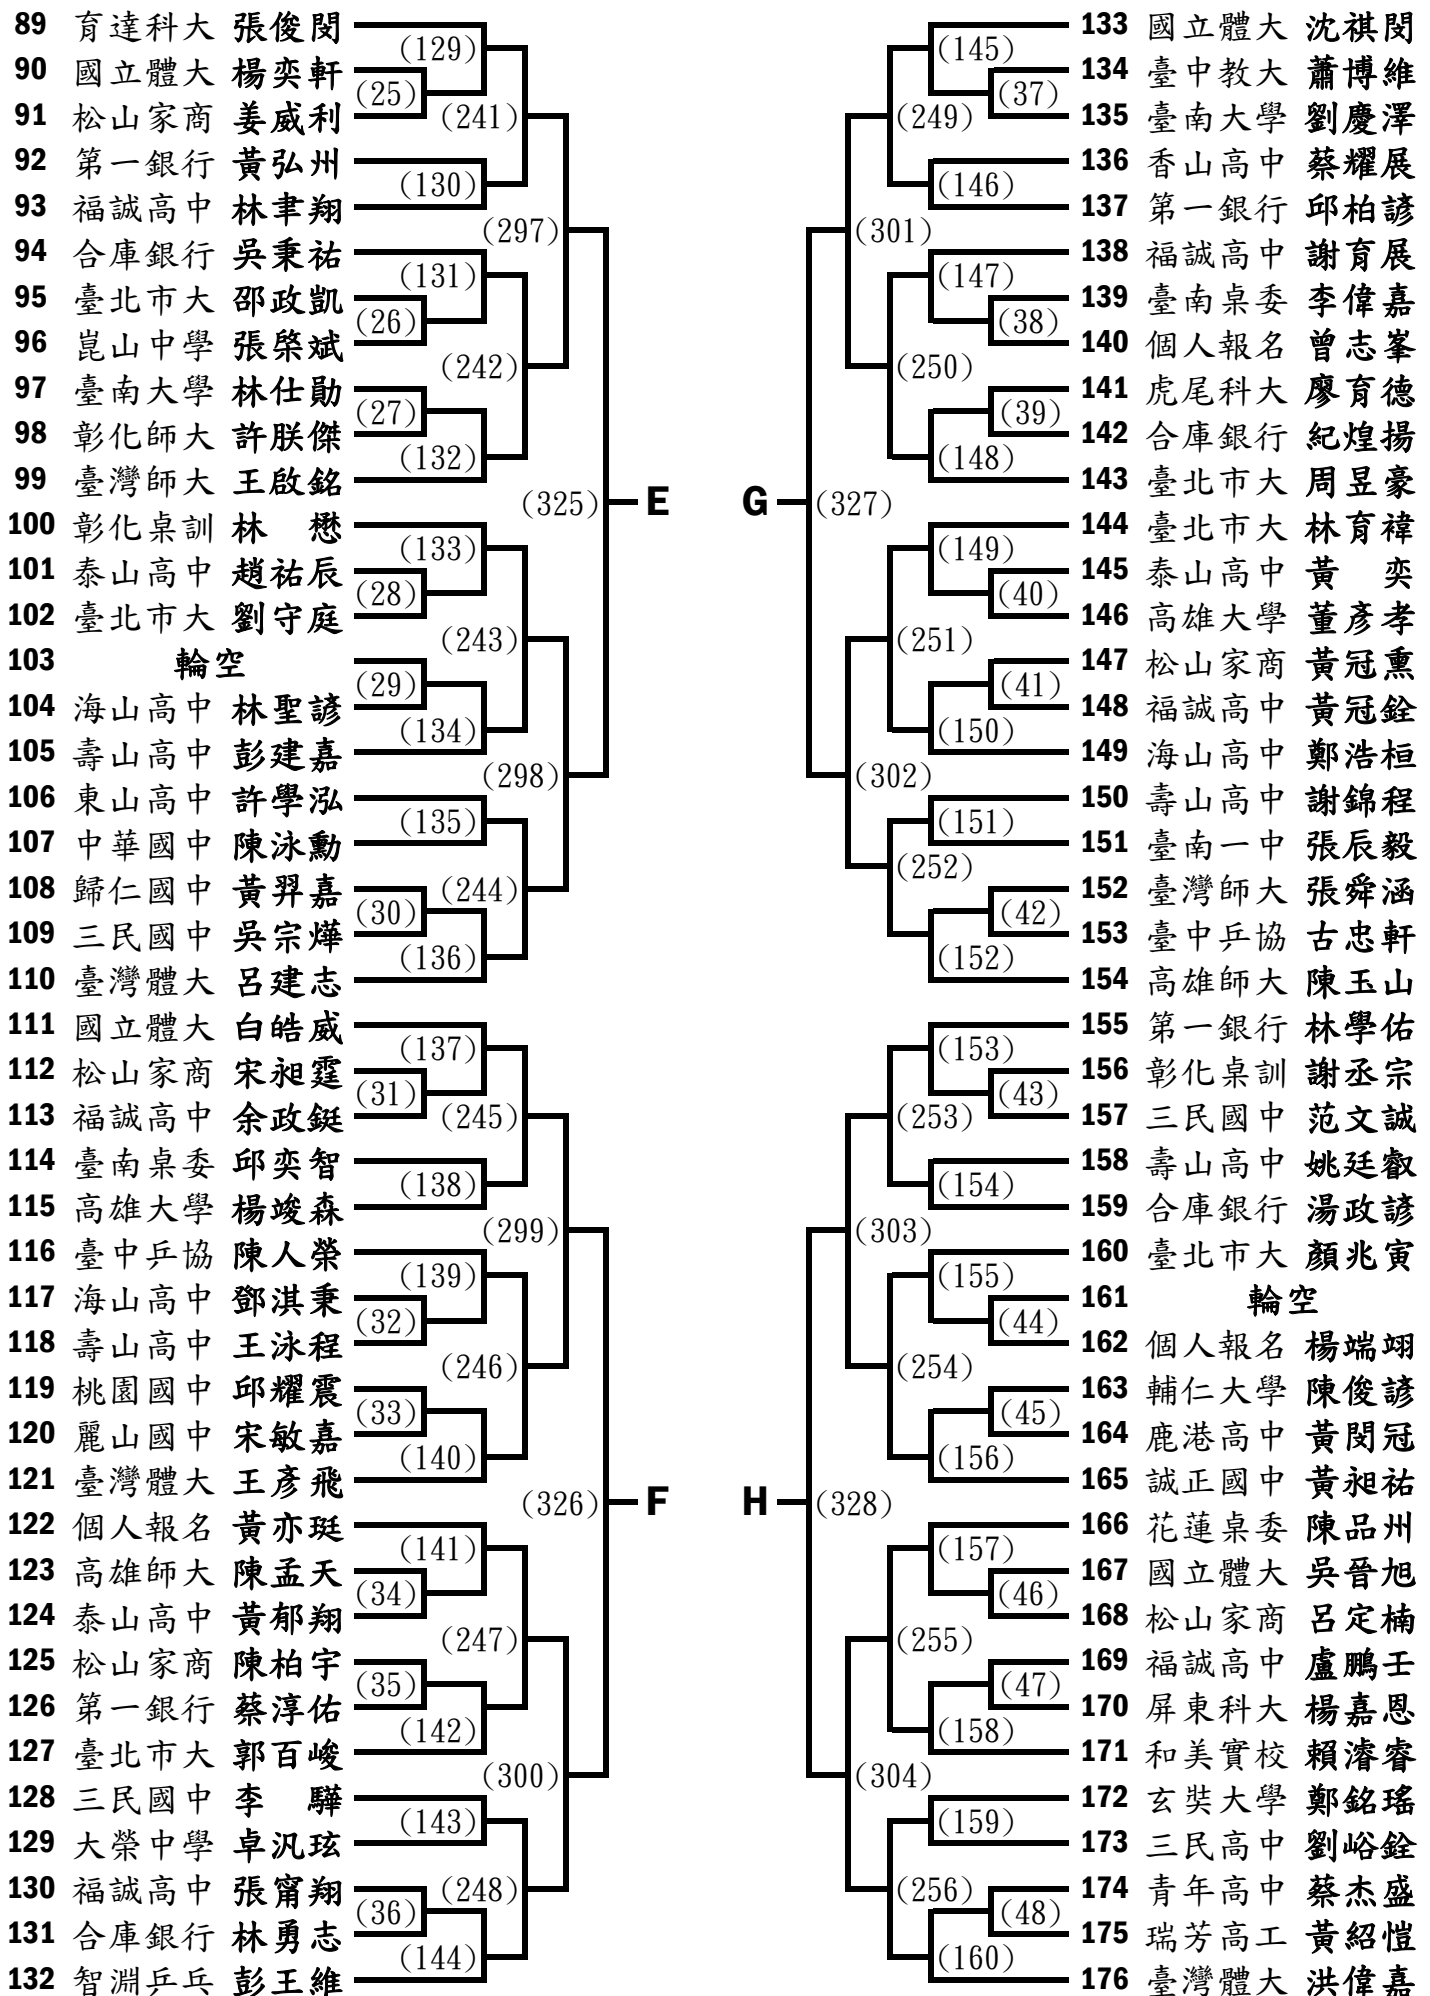 89 育達科大 張俊閔
(129)
90 國立體大 楊奕軒
(25)
91 松山家商 姜威利
(241)
92 第一銀行 黃弘州
(130)
93 福誠高中 林聿翔
(297)
94 合庫銀行 吳秉祐
(131)
95 臺北市大 邵政凱
(26)
96 崑山中學 張棨斌
(242)
97 臺南大學 林仕勛
(27)
98 彰化師大 許朕傑
(132)
99 臺灣師大 王啟銘
(325) E
100 彰化桌訓 林 懋
(133)
101 泰山高中 趙祐辰
(28)
102 臺北市大 劉守庭
(243)
103 輪空
(29)
104 海山高中 林聖諺
(134)
105 壽山高中 彭建嘉
(298)
106 東山高中 許學泓
(135)
107 中華國中 陳泳勳
108 歸仁國中 黃羿嘉
(30) (244)
109 三民國中 吳宗燁
(136)
110 臺灣體大 呂建志
111 國立體大 白皓威
(137)
112 松山家商 宋昶霆
(31)
113 福誠高中 余政鋌
(245)
114 臺南桌委 邱奕智
(138)
115 高雄大學 楊竣森
(299)
116 臺中乒協 陳人榮
(139)
117 海山高中 鄧淇秉
(32)
118 壽山高中 王泳程
(246)
119 桃園國中 邱耀震
(33)
120 麗山國中 宋敏嘉
(140)
121 臺灣體大 王彥飛
(326) F
122 個人報名 黃亦珽
(141)
123 高雄師大 陳孟天
(34)
124 泰山高中 黃郁翔
(247)
125 松山家商 陳柏宇
(35)
126 第一銀行 蔡淳佑
(142)
127 臺北市大 郭百峻
(300)
128 三民國中 李 驊
(143)
129 大榮中學 卓汎玹
130 福誠高中 張甯翔
(36) (248)
131 合庫銀行 林勇志
(144)
132 智淵乒乓 彭王維
133 國立體大 沈祺閔
(145)
134 臺中教大 蕭博維
(37)
135 臺南大學 劉慶澤
(249)
136 香山高中 蔡耀展
(146)
137 第一銀行 邱柏諺
(301)
138 福誠高中 謝育展
(147)
139 臺南桌委 李偉嘉
(38)
140 個人報名 曾志峯
(250)
141 虎尾科大 廖育德
(39)
142 合庫銀行 紀煌揚
(148)
143 臺北市大 周昱豪
G (327)
144 臺北市大 林育禕
(149)
145 泰山高中 黃 奕
(40)
146 高雄大學 董彥孝
(251)
147 松山家商 黃冠熏
(41)
148 福誠高中 黃冠銓
(150)
149 海山高中 鄭浩桓
(302)
150 壽山高中 謝錦程
(151)
151 臺南一中 張辰毅
(252)
152 臺灣師大 張舜涵
(42)
153 臺中乒協 古忠軒
(152)
154 高雄師大 陳玉山
155 第一銀行 林學佑
(153)
156 彰化桌訓 謝丞宗
(43)
157 三民國中 范文誠
(253)
158 壽山高中 姚廷叡
(154)
159 合庫銀行 湯政諺
(303)
160 臺北市大 顏兆寅
(155)
161 輪空
(44)
162 個人報名 楊端翊
(254)
163 輔仁大學 陳俊諺
(45)
164 鹿港高中 黃閔冠
(156)
165 誠正國中 黃昶祐
H (328)
166 花蓮桌委 陳品州
(157)
167 國立體大 吳晉旭
(46)
168 松山家商 呂定楠
(255)
169 福誠高中 盧鵬壬
(47)
170 屏東科大 楊嘉恩
(158)
171 和美實校 賴濬睿
(304)
172 玄奘大學 鄭銘瑤
(159)
173 三民高中 劉峪銓
174 青年高中 蔡杰盛
(256) (48)
175 瑞芳高工 黃紹愷
(160)
176 臺灣體大 洪偉嘉